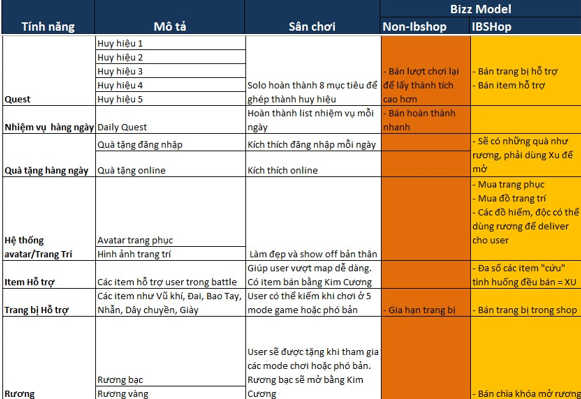 Bizz Model
Tính năng Mô tả Sân chơi Non-Ibshop IBSHop
Huy hiệu 1
Huy hiệu 2
Huy hiệu 3
Huy hiệu 4
Huy hiệu 5
Quest
Solo hoàn thành 8 mục tiêu để
ghép thành huy hiệu
- Bán lượt chơi lại
để lấy thành tích
cao hơn
- Bán trang bị hỗ trợ
- Bán item hỗ trợ
Nhiệm vụ hàng ngày Daily Quest
Hoàn thành list nhiệm vụ mỗi
ngày
- Bán hoàn thành
nhanh
Quà tặng hàng ngày
Quà tặng đăng nhập Kích thích đăng nhập mỗi ngày
Quà tặng online Kích thích online
- Sẽ có những quà như
rương, phải dùng Xu để
mở
Hệ thống
avatar/Trang Trí
Avatar trang phục
Hình ảnh trang trí
Làm đẹp và show off bản thân
- Mua trang phục
- Mua đồ trang trí
- Các đồ hiếm, độc có thể
dùng rương để deliver
cho user
Item Hỗ trợ Các item hỗ trợ user trong battle
Giúp user vượt map dễ dàng.
Có item bán bằng Kim Cương
- Đa số các item "cứu"
tình huống đều bán = XU
Trang bị Hỗ trợ
Các item như Vũ khí, Đai, Bao Tay,
Nhẫn, Dây chuyền, Giày
User có thể kiếm khi chơi ở 5
mode game hoặc phó bản
- Gia hạn trang bị
- Bán trang bị trong shop
Rương
Rương bạc
Rương vàng
User sẽ được tặng khi tham gia
các mode chơi hoặc phó bản.
Rương bạc sẽ mở bằng Kim
Cương
- Bán chìa khóa mở rương